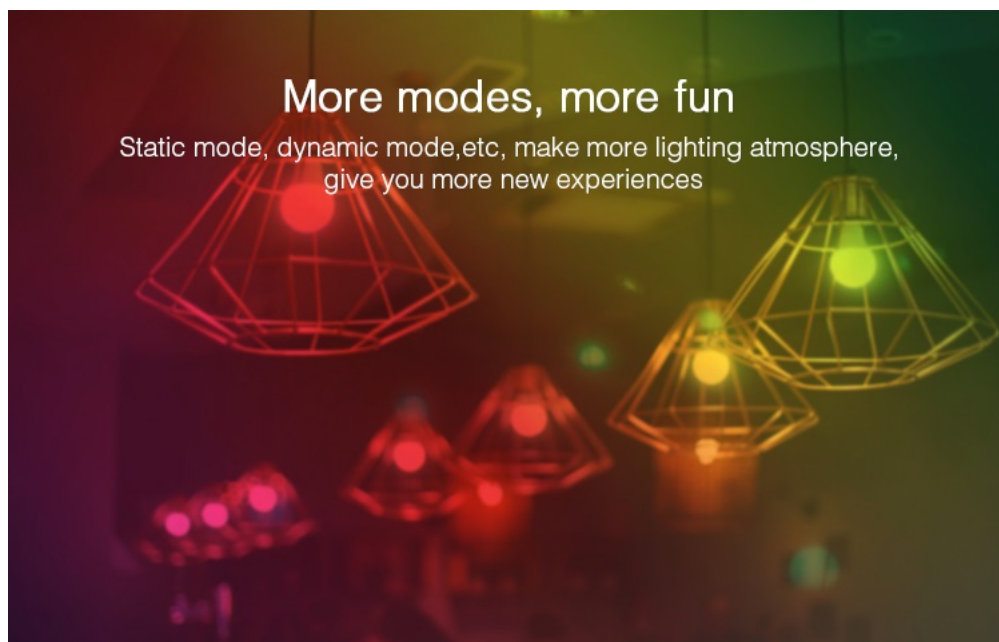 More modes, more fun
Static mode, dynamic mode,etc, make more lighting atmosphere,
give you more new experiences